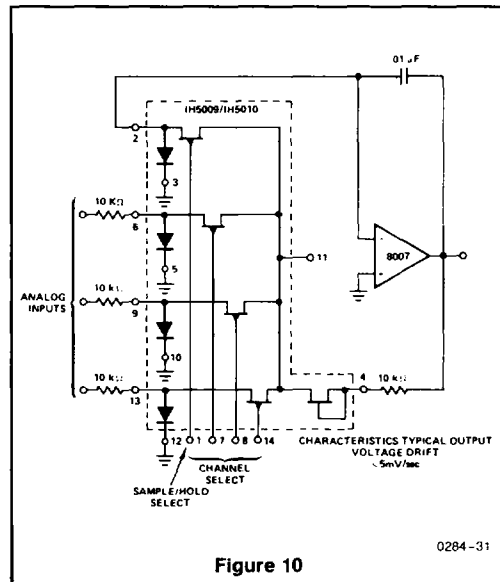 .01 µF
IH5009/IH5010
2
3
10 KΩ
6
5
11
8007
ANALOG
INPUTS
10 kΩ
9
10
10 kΩ
13
4
10 kΩ
12
1
7
8
14
CHARACTERISTICS TYPICAL OUTPUT
VOLTAGE DRIFT
<5mV/sec
SAMPLE/HOLD
SELECT
CHANNEL
SELECT
0284-31
Figure 10